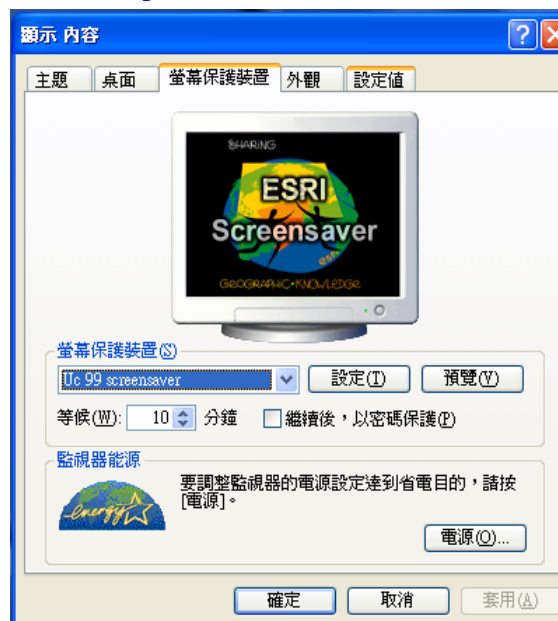 顯示 內容
主題 桌面 螢幕保護裝置 外觀 設定值
SHARING
ESRI
Screensaver
esri
GEOGRAPHIC•KNOWLEDGE
螢幕保護裝置(S)
Uc 99 screensaver 設定(T) 預覽(V)
等候(W): 10 分鐘 繼續後，以密碼保護(P)
監視器能源
energy
要調整監視器的電源設定達到省電目的，請按
[電源]。
電源(O)...
確定 取消 套用(A)